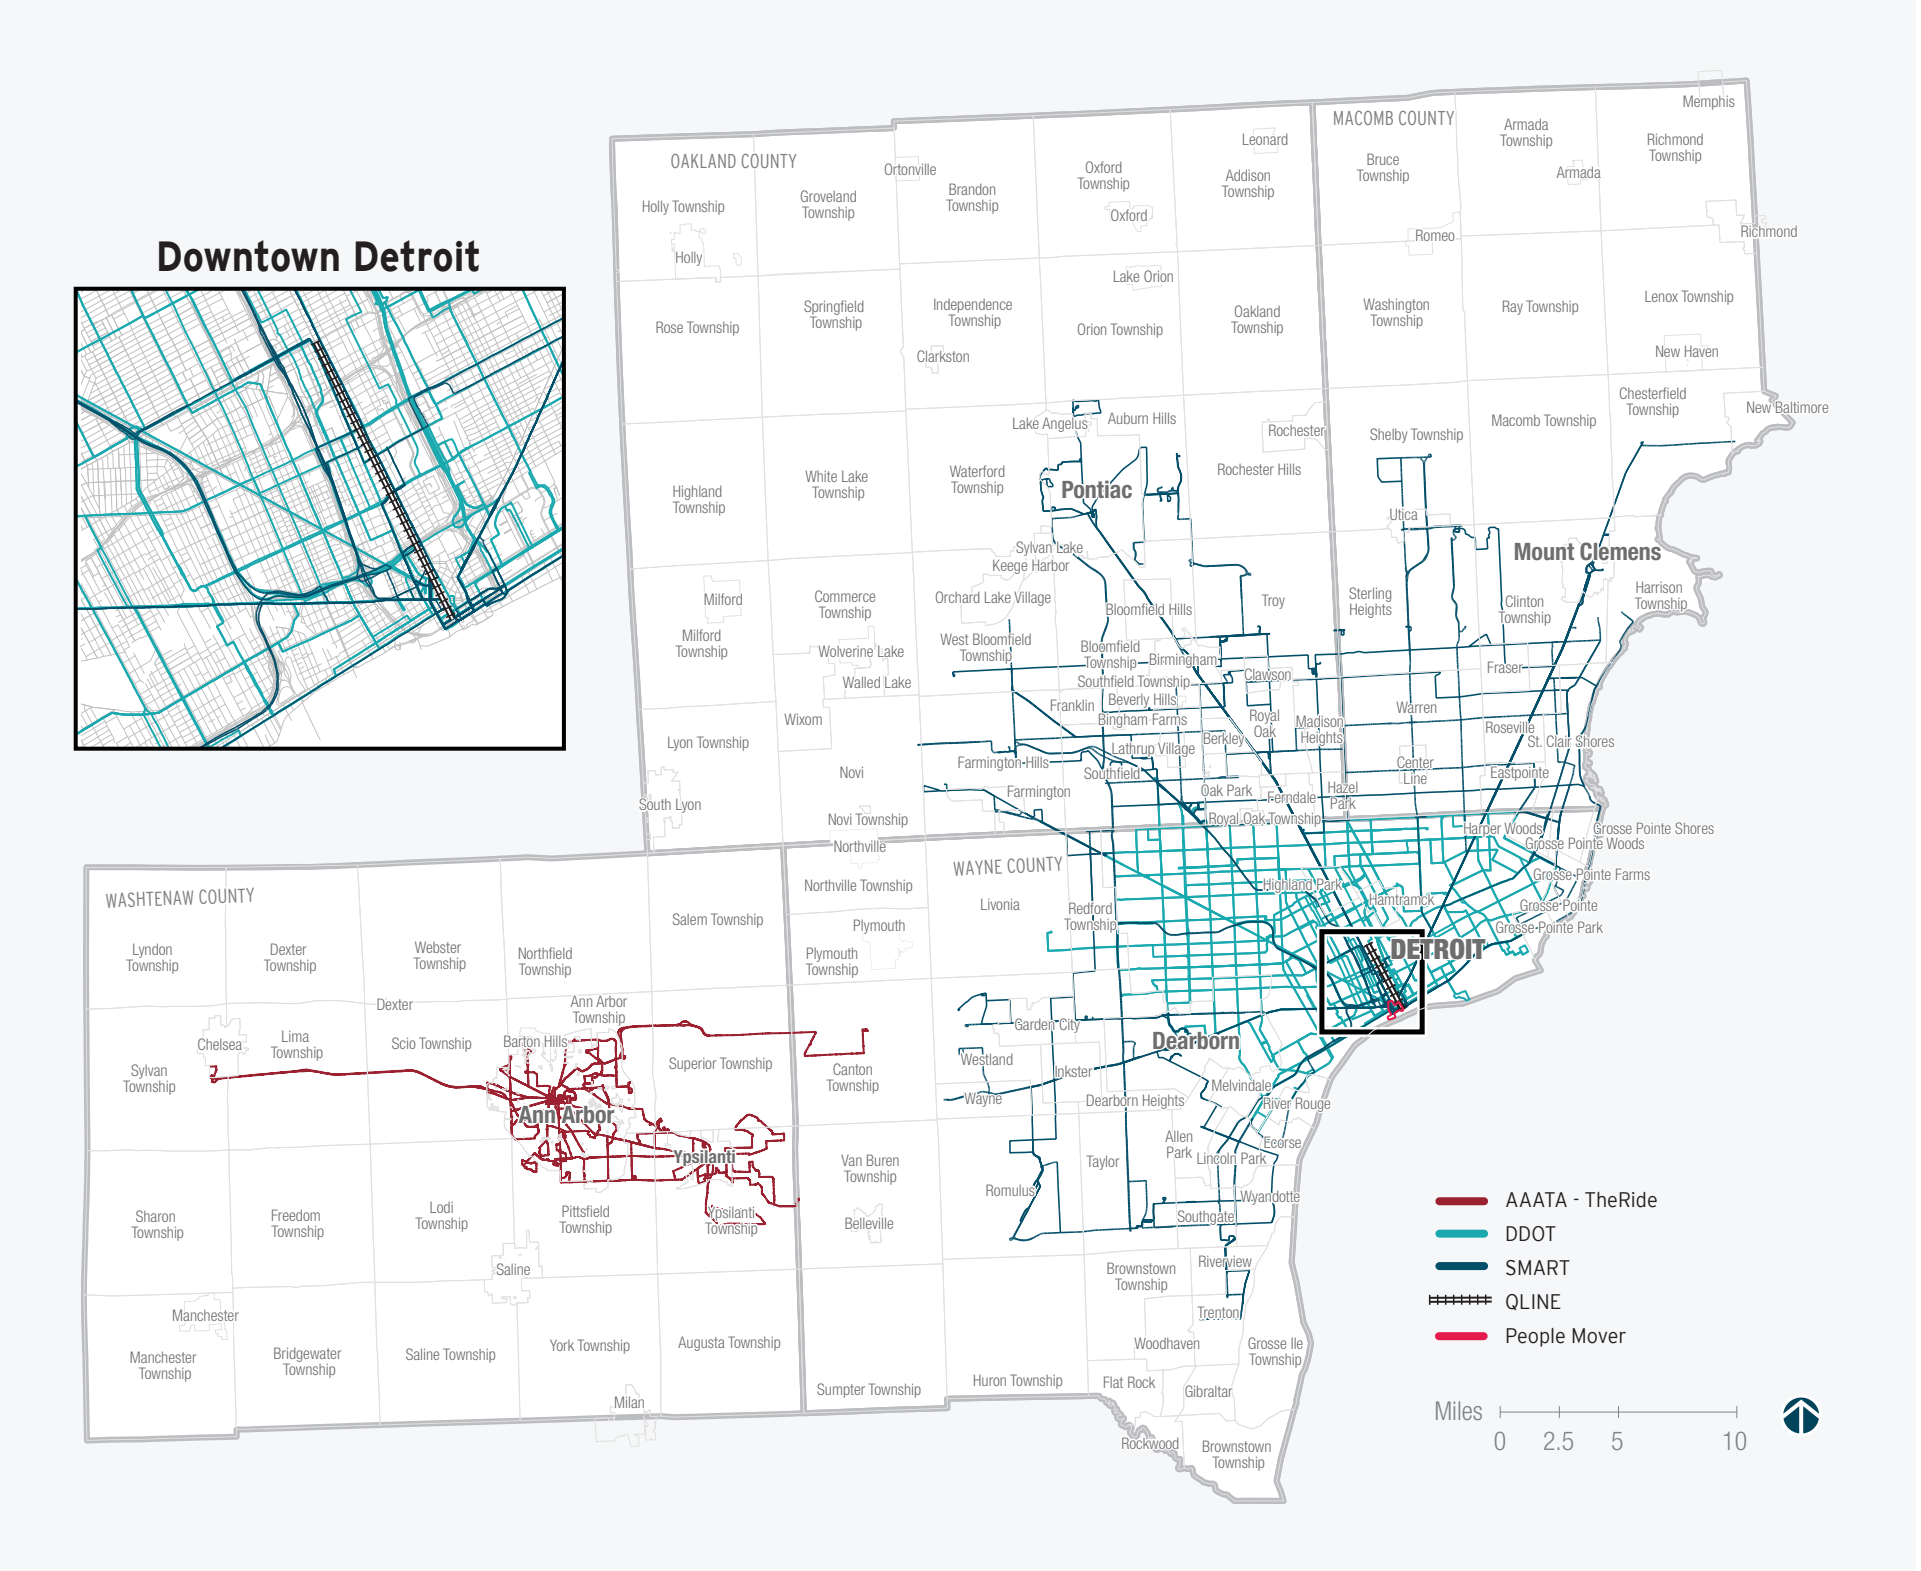 Downtown Detroit
OAKLAND COUNTY
MACOMB COUNTY
Memphis
Leonard
Armada
Township
Richmond
Township
Ortonville
Oxford
Township
Addison
Township
Bruce
Township
Armada
Holly Township
Groveland
Township
Brandon
Township
Oxford
Romeo
Richmond
Holly
Lake Orion
Rose Township
Springfield
Township
Independence
Township
Orion Township
Oakland
Township
Washington
Township
Ray Township
Lenox Township
Clarkston
New Haven
Chesterfield
Township
New Baltimore
Lake Angelus
Auburn Hills
Rochester
Shelby Township
Macomb Township
Highland
Township
White Lake
Township
Waterford
Township
Pontiac
Rochester Hills
Utica
Mount Clemens
Sylvan Lake
Keego Harbor
Milford
Commerce
Township
Orchard Lake Village
Bloomfield Hills
Troy
Sterling
Heights
Clinton
Township
Harrison
Township
Milford
Township
Wolverine Lake
West Bloomfield
Township
Bloomfield
Township
Birmingham
Walled Lake
Southfield Township
Clawson
Fraser
Wixom
Franklin
Beverly Hills
Bingham Farms
Royal
Oak
Madison
Heights
Warren
Roseville
Lyon Township
Novi
Farmington Hills
Lathrup Village
Berkley
St. Clair Shores
Southfield
Center
Line
Eastpointe
South Lyon
Farmington
Oak Park
Ferndale
Hazel
Park
Novi Township
Royal Oak Township
Harper Woods
Grosse Pointe Shores
Grosse Pointe Woods
Northville
WAYNE COUNTY
WASHTENAW COUNTY
Northville Township
Highland Park
Grosse Pointe Farms
Salem Township
Livonia
Redford
Township
Hamtramck
Grosse Pointe
Plymouth
Grosse Pointe Park
Lyndon
Township
Dexter
Township
Webster
Township
Northfield
Township
Plymouth
Township
DETROIT
Dexter
Ann Arbor
Township
Chelsea
Lima
Township
Scio Township
Barton Hills
Garden City
Dearborn
Sylvan
Township
Superior Township
Canton
Township
Westland
Inkster
Melvindale
Wayne
Dearborn Heights
River Rouge
Ann Arbor
Ypsilanti
Van Buren
Township
Allen
Park
Lincoln Park
Ecorse
Taylor
Romulus
Wyandotte
Sharon
Township
Freedom
Township
Lodi
Township
Pittsfield
Township
Ypsilanti
Township
Belleville
Southgate
Saline
Brownstown
Township
Riverview
Manchester
Trenton
Manchester
Township
Bridgewater
Township
Saline Township
York Township
Augusta Township
Woodhaven
Grosse Ile
Township
Sumpter Township
Huron Township
Flat Rock
Gibraltar
Milan
Rockwood
Brownstown
Township
AAATA - TheRide
DDOT
SMART
QLINE
People Mover
Miles
0 2.5 5 10